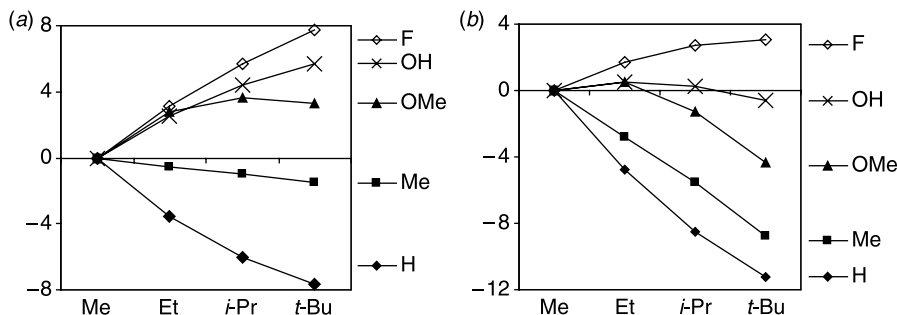 (a)
8
4
0
−4
−8
Me Et i-Pr t-Bu
F
OH
OMe
Me
H
(b)
4
0
−4
−8
−12
Me Et i-Pr t-Bu
F
OH
OMe
Me
H